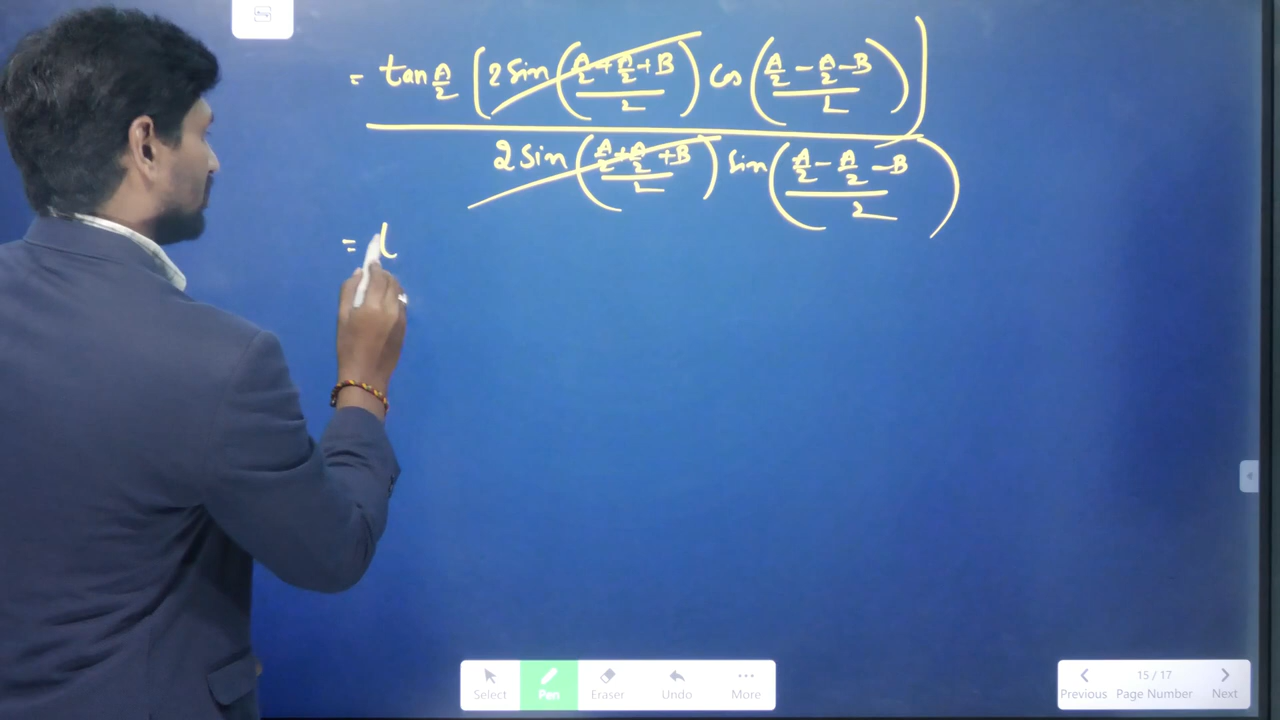 = tan A/2 [2 sin ((A/2 + A/2 + B)/2) cos ((A/2 - A/2 - B)/2)]
2 sin ((A/2 + A/2 + B)/2) sin ((A/2 - A/2 - B)/2)
=
Select Pen Eraser Undo More
15 / 17
Previous Page Number Next